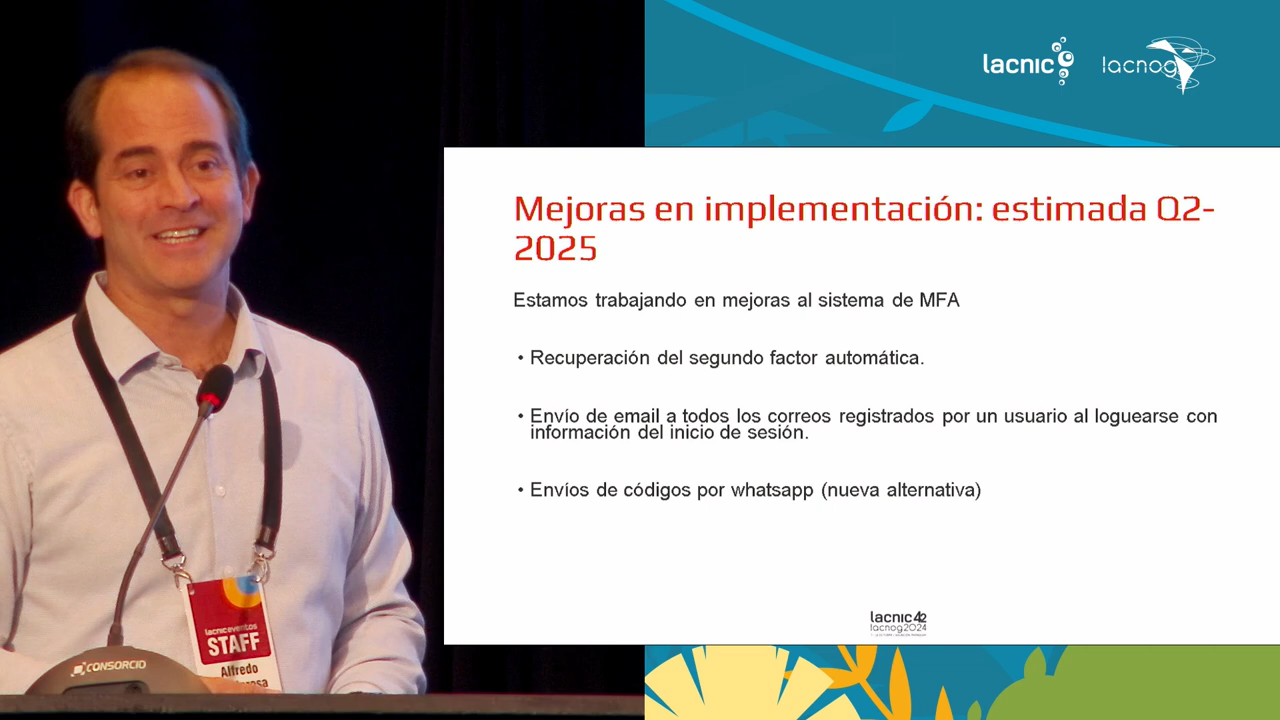 lacnic
lacnog
Mejoras en implementación: estimada Q2-
2025
Estamos trabajando en mejoras al sistema de MFA
• Recuperación del segundo factor automática.
• Envío de email a todos los correos registrados por un usuario al loguearse con
información del inicio de sesión.
• Envíos de códigos por whatsapp (nueva alternativa)
lacnic 42
lacnog2024
lacniceventos
STAFF
Alfredo
CONSORCIO